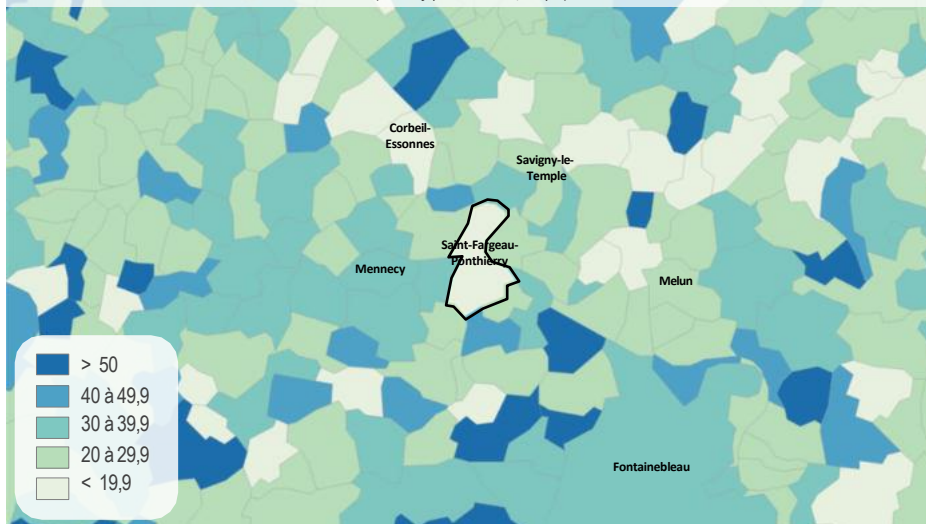 Corbeil-
Essonnes
Savigny-le-
Temple
Saint-Fargeau-
Ponthierry
Mennecy
Melun
Fontainebleau
> 50
40 à 49,9
30 à 39,9
20 à 29,9
< 19,9